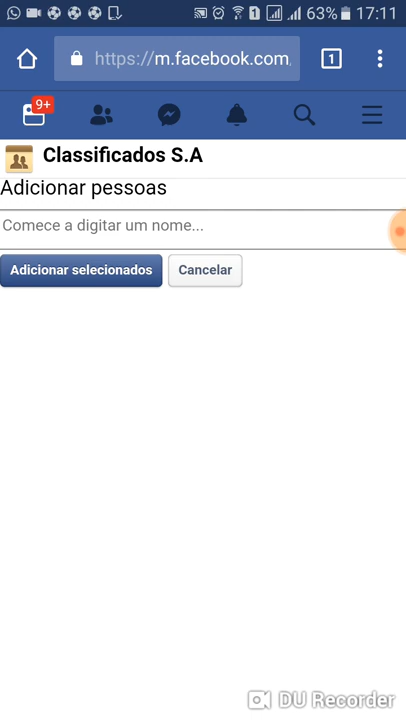 1 63% 17:11
https://m.facebook.com 1
9+
Classificados S.A
Adicionar pessoas
Comece a digitar um nome...
Adicionar selecionados Cancelar
DU Recorder